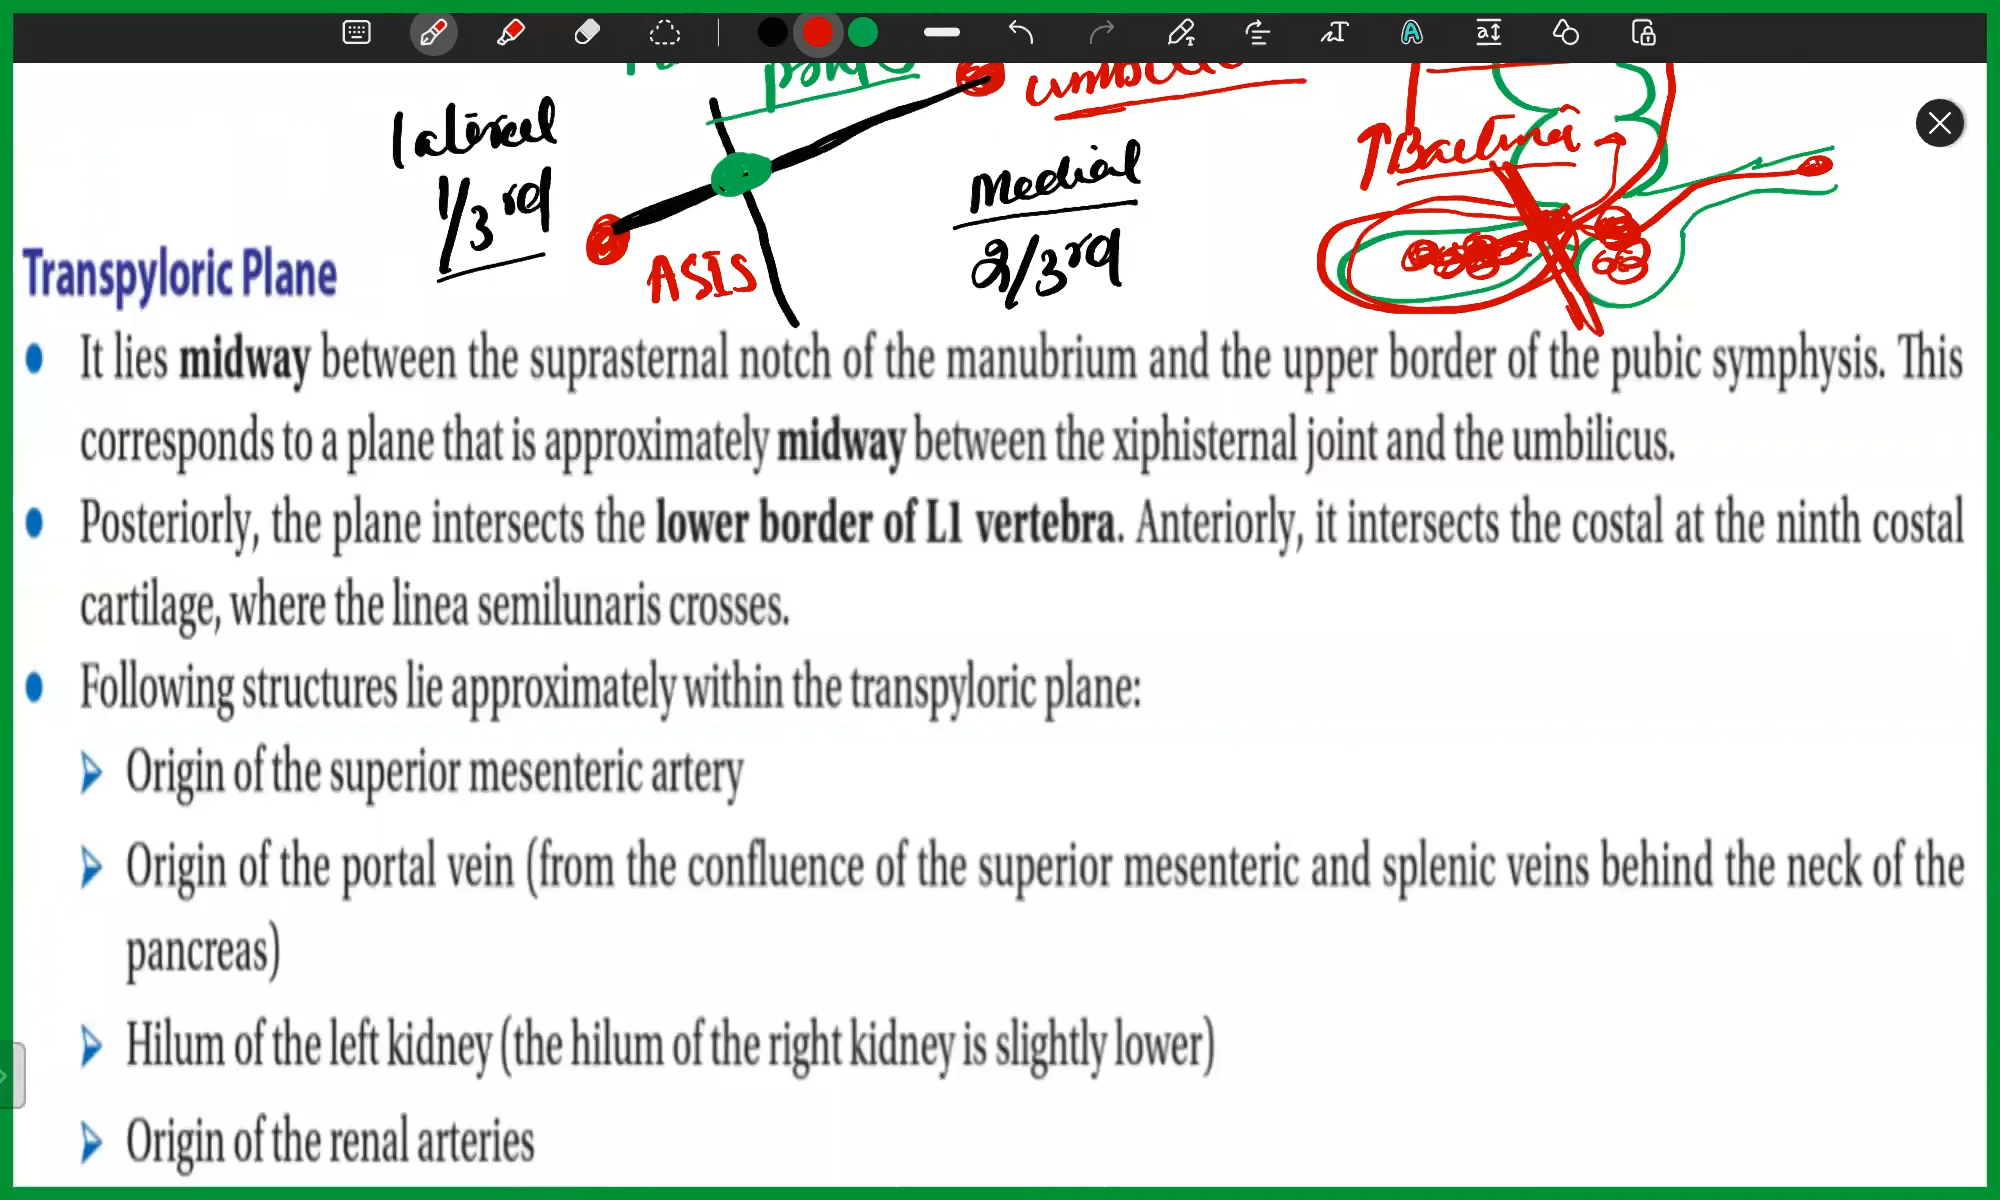 umbilic
lateral
1/3rd
ASIS
Medial
2/3rd
↑Bacteria
Transpyloric Plane
• It lies midway between the suprasternal notch of the manubrium and the upper border of the pubic symphysis. This
corresponds to a plane that is approximately midway between the xiphisternal joint and the umbilicus.
• Posteriorly, the plane intersects the lower border of L1 vertebra. Anteriorly, it intersects the costal at the ninth costal
cartilage, where the linea semilunaris crosses.
• Following structures lie approximately within the transpyloric plane:
Origin of the superior mesenteric artery
Origin of the portal vein (from the confluence of the superior mesenteric and splenic veins behind the neck of the
pancreas)
Hilum of the left kidney (the hilum of the right kidney is slightly lower)
Origin of the renal arteries